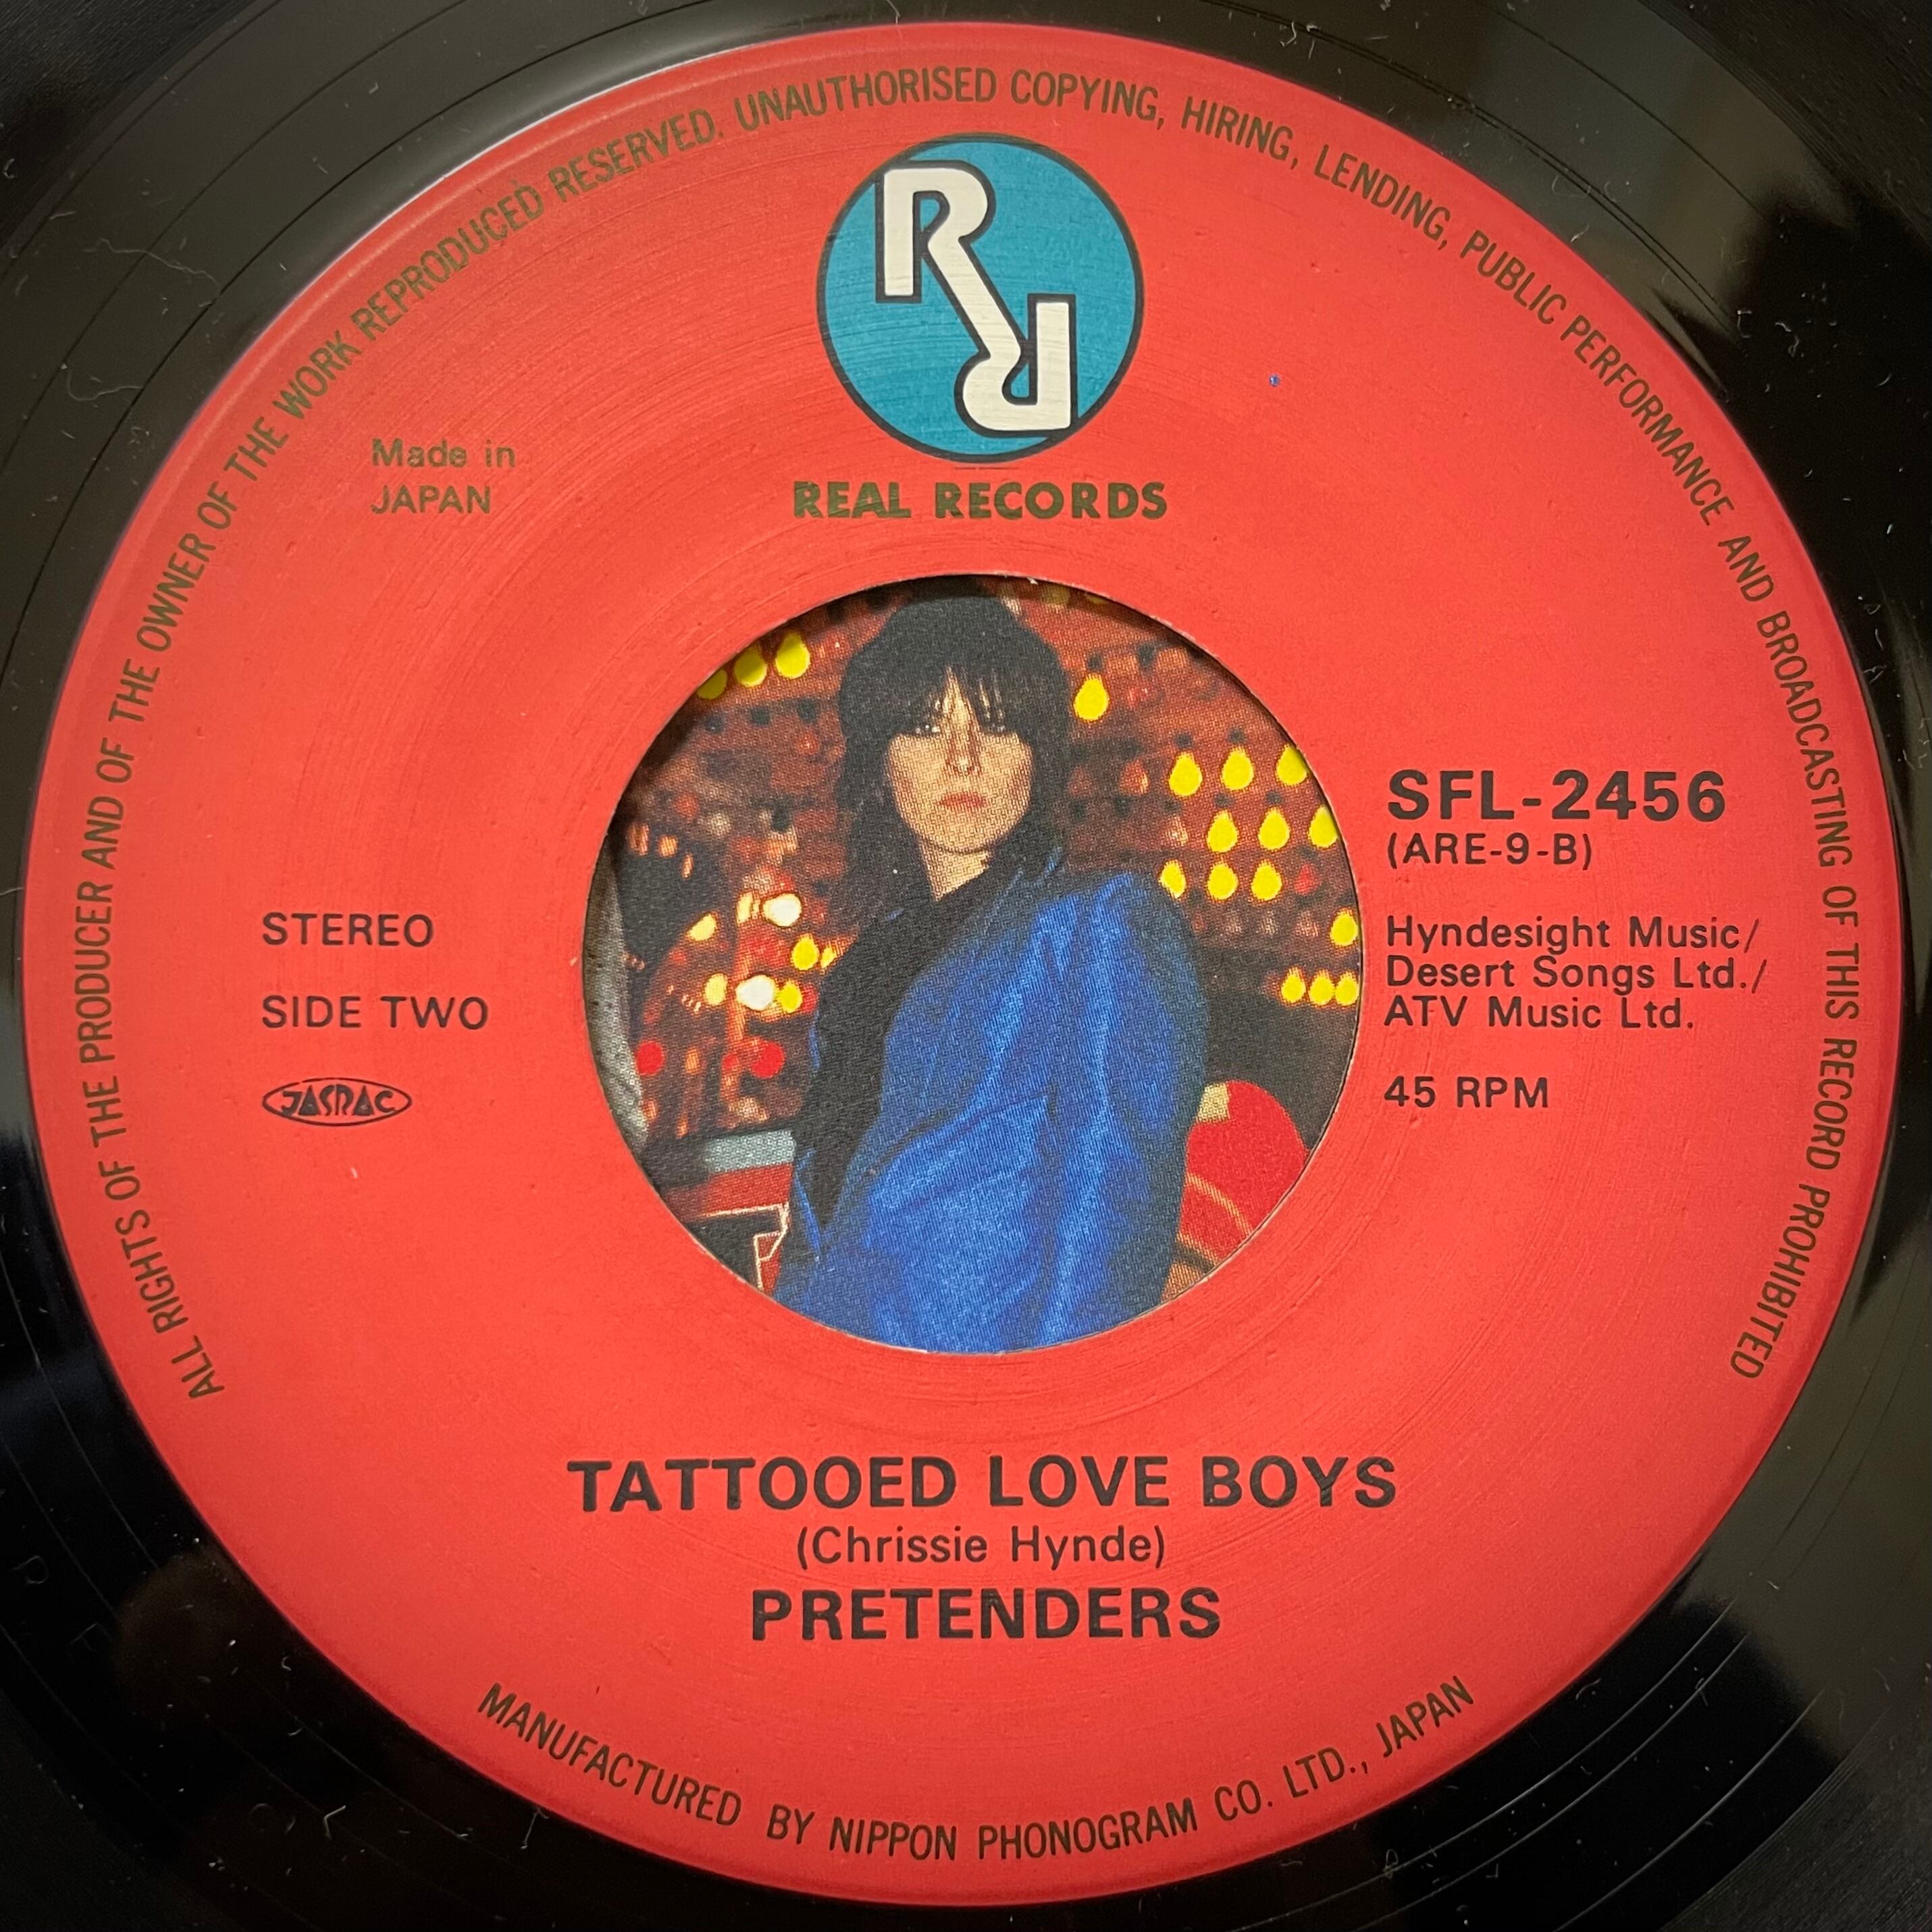 ALL RIGHTS OF THE PRODUCER AND OF THE OWNER OF THE WORK REPRODUCED RESERVED. UNAUTHORISED COPYING, HIRING, LENDING, PUBLIC PERFORMANCE AND BROADCASTING OF THIS RECORD PROHIBITED
RR
REAL RECORDS
Made in
JAPAN
STEREO
SIDE TWO
JASRAC
SFL-2456
(ARE-9-B)
Hyndesight Music/
Desert Songs Ltd./
ATV Music Ltd.
45 RPM
TATTOOED LOVE BOYS
(Chrissie Hynde)
PRETENDERS
MANUFACTURED BY NIPPON PHONOGRAM CO. LTD., JAPAN